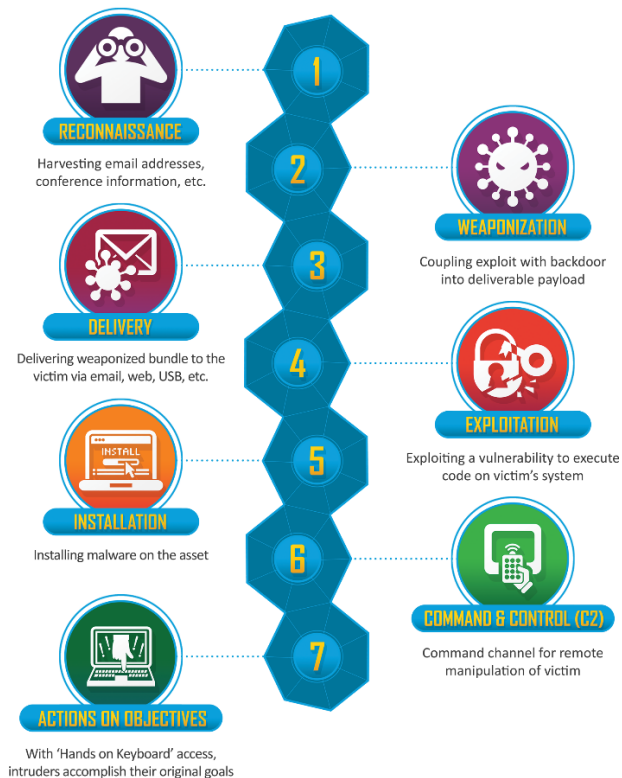 1
RECONNAISSANCE
Harvesting email addresses,
conference information, etc.
2
WEAPONIZATION
Coupling exploit with backdoor
into deliverable payload
3
DELIVERY
Delivering weaponized bundle to the
victim via email, web, USB, etc.
4
EXPLOITATION
Exploiting a vulnerability to execute
code on victim's system
5
INSTALL
INSTALLATION
Installing malware on the asset
6
COMMAND & CONTROL (C2)
Command channel for remote
manipulation of victim
7
ACTIONS ON OBJECTIVES
With ‘Hands on Keyboard’ access,
intruders accomplish their original goals